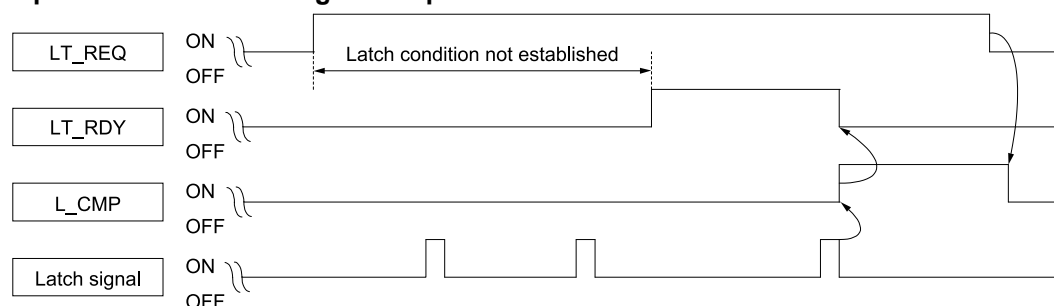 LT_REQ
ON
OFF
Latch condition not established
LT_RDY
ON
OFF
L_CMP
ON
OFF
Latch signal
ON
OFF